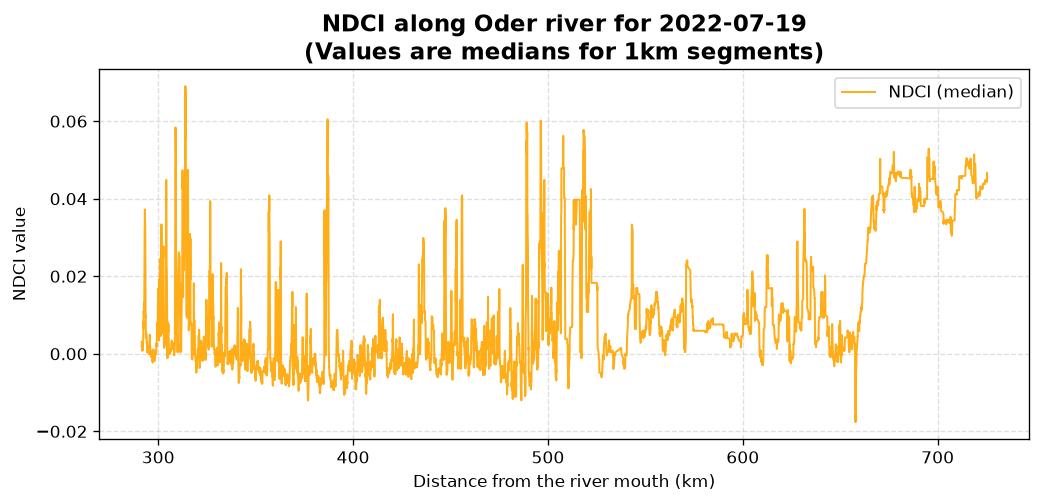 NDCI along Oder river for 2022-07-19
(Values are medians for 1km segments)
NDCI (median)
NDCI value
0.06
0.04
0.02
0.00
−0.02
300 400 500 600 700
Distance from the river mouth (km)